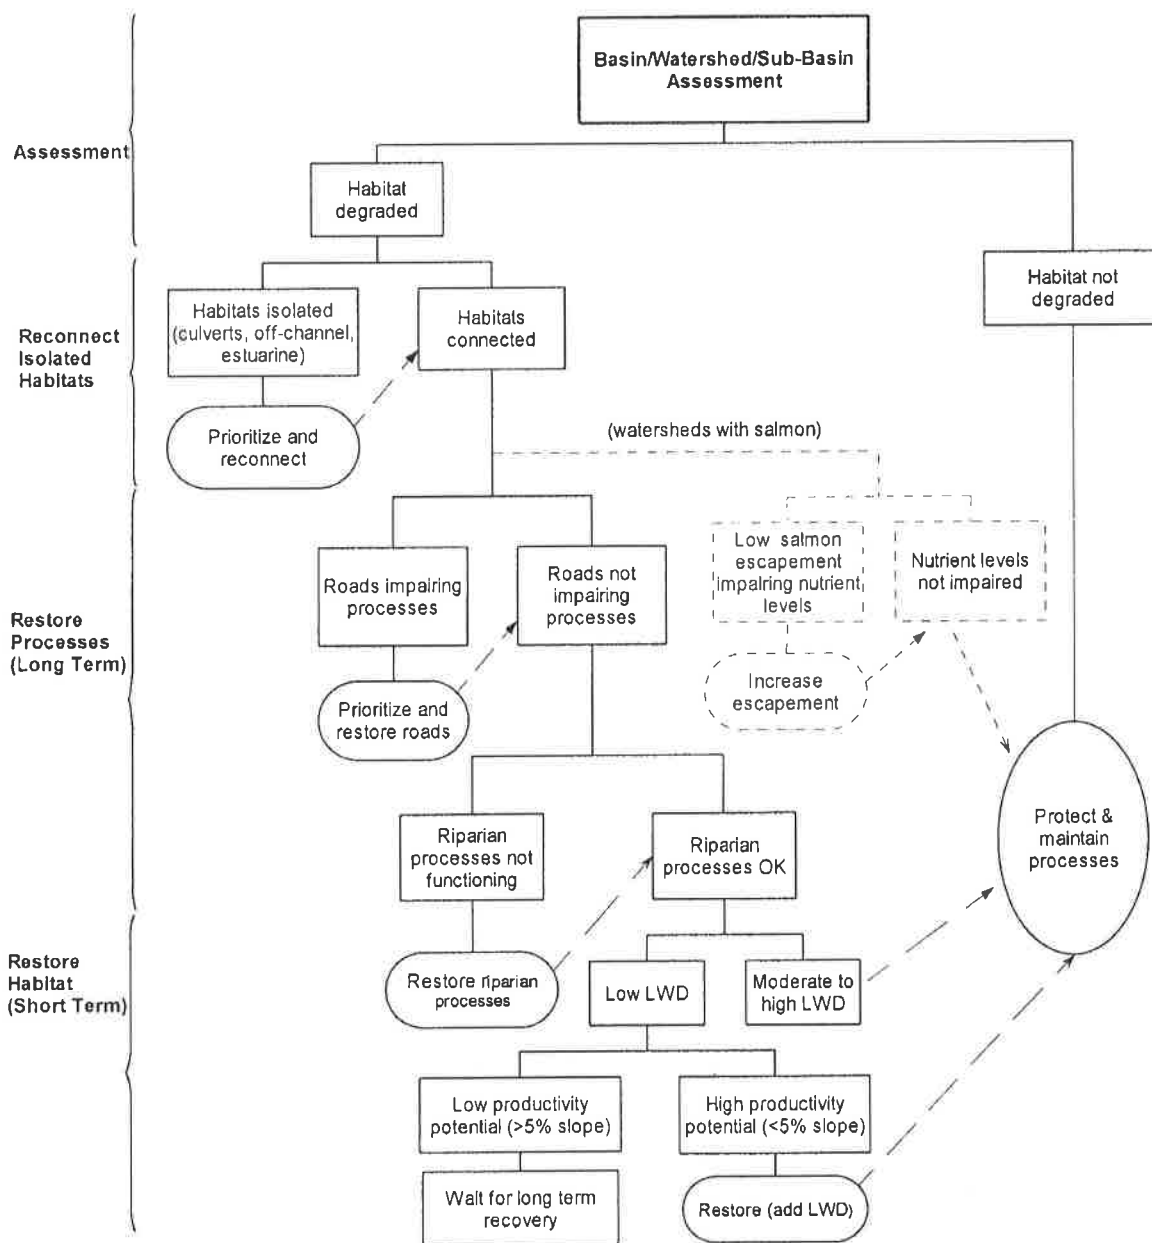 Basin/Watershed/Sub-Basin
Assessment
Assessment
Habitat
degraded
Habitat not
degraded
Reconnect
Isolated
Habitats
Habitats isolated
(culverts, off-channel,
estuarine)
Habitats
connected
Prioritize and
reconnect
(watersheds with salmon)
Restore
Processes
(Long Term)
Roads impairing
processes
Roads not
impairing
processes
Low salmon
escapement
impairing nutrient
levels
Nutrient levels
not impaired
Prioritize and
restore roads
Increase
escapement
Protect &
maintain
processes
Riparian
processes not
functioning
Riparian
processes OK
Restore
Habitat
(Short Term)
Restore riparian
processes
Low LWD
Moderate to
high LWD
Low productivity
potential (>5% slope)
High productivity
potential (<5% slope)
Wait for long term
recovery
Restore (add LWD)